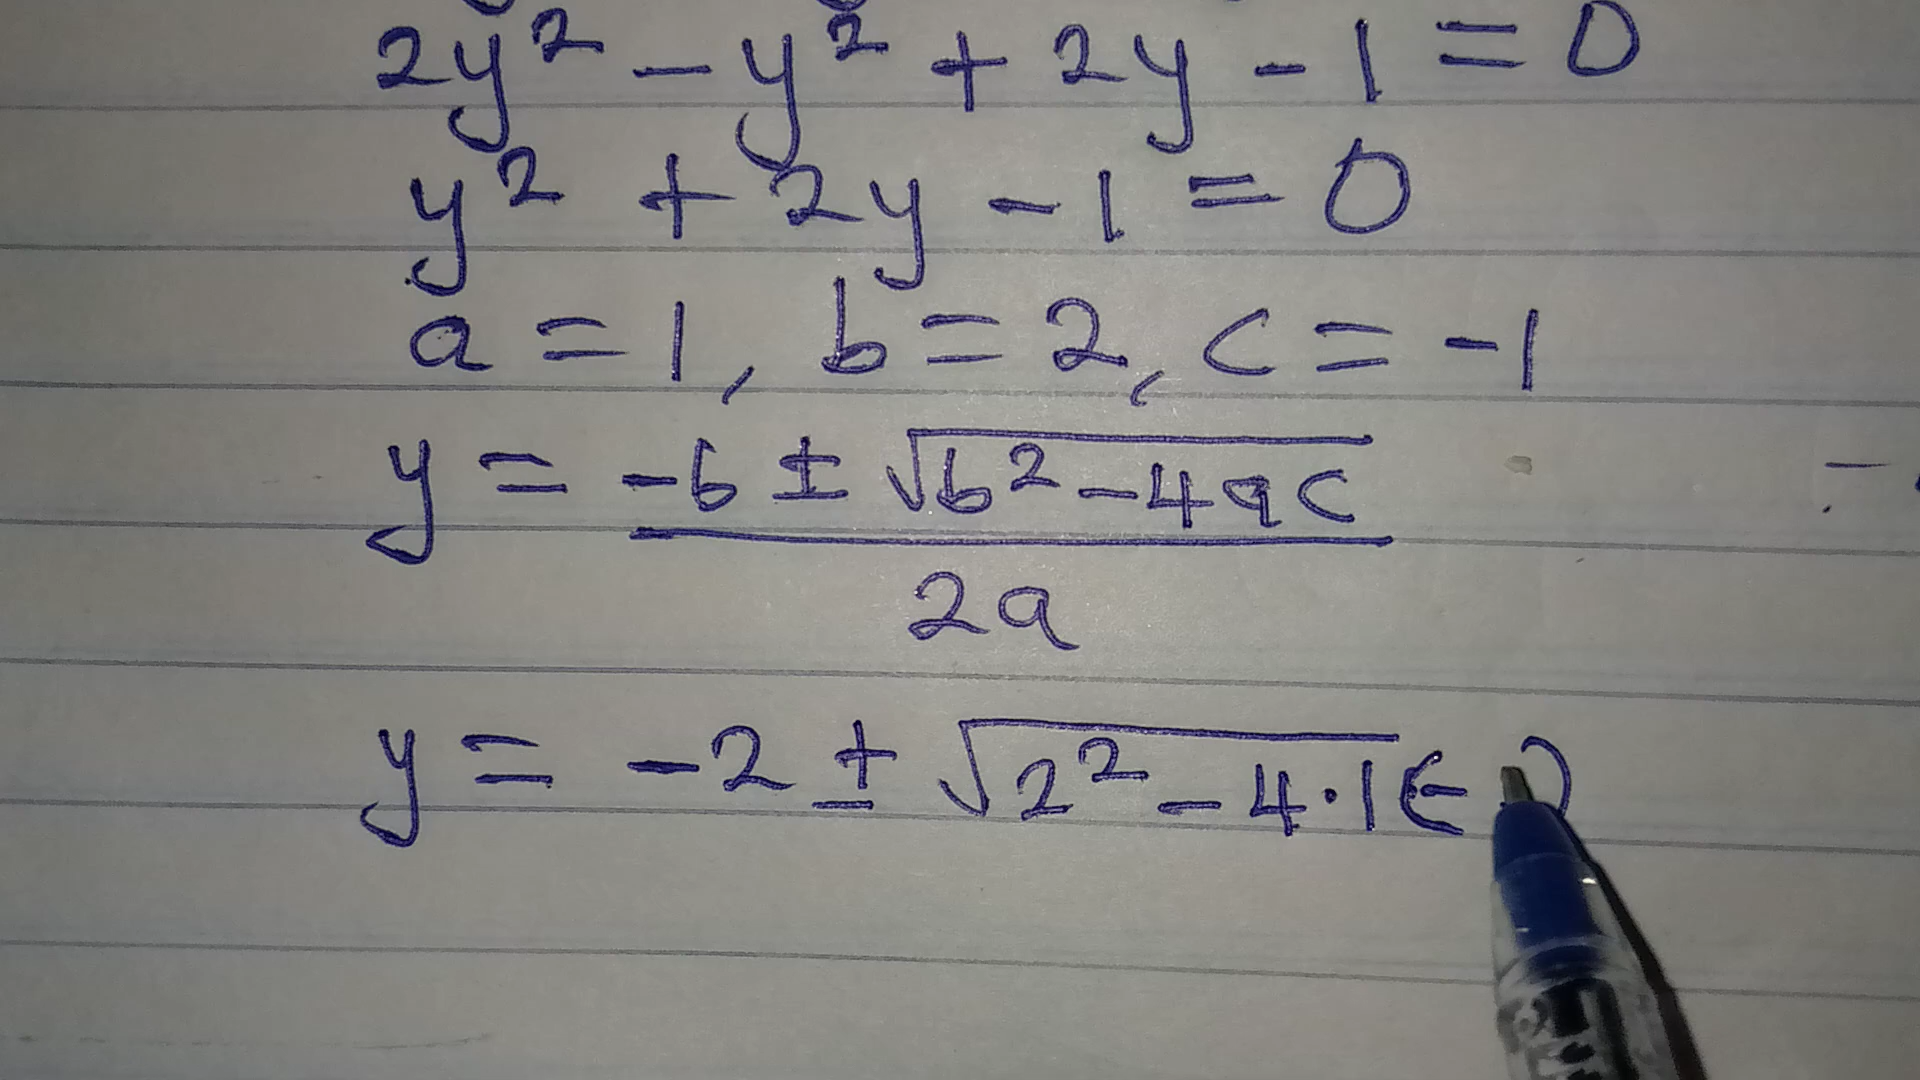 2y² - y² + 2y - 1 = 0
y² + 2y - 1 = 0
a = 1, b = 2, c = -1
y = -b ± √b² - 4ac
2a
y = -2 ± √2² - 4·1(- )